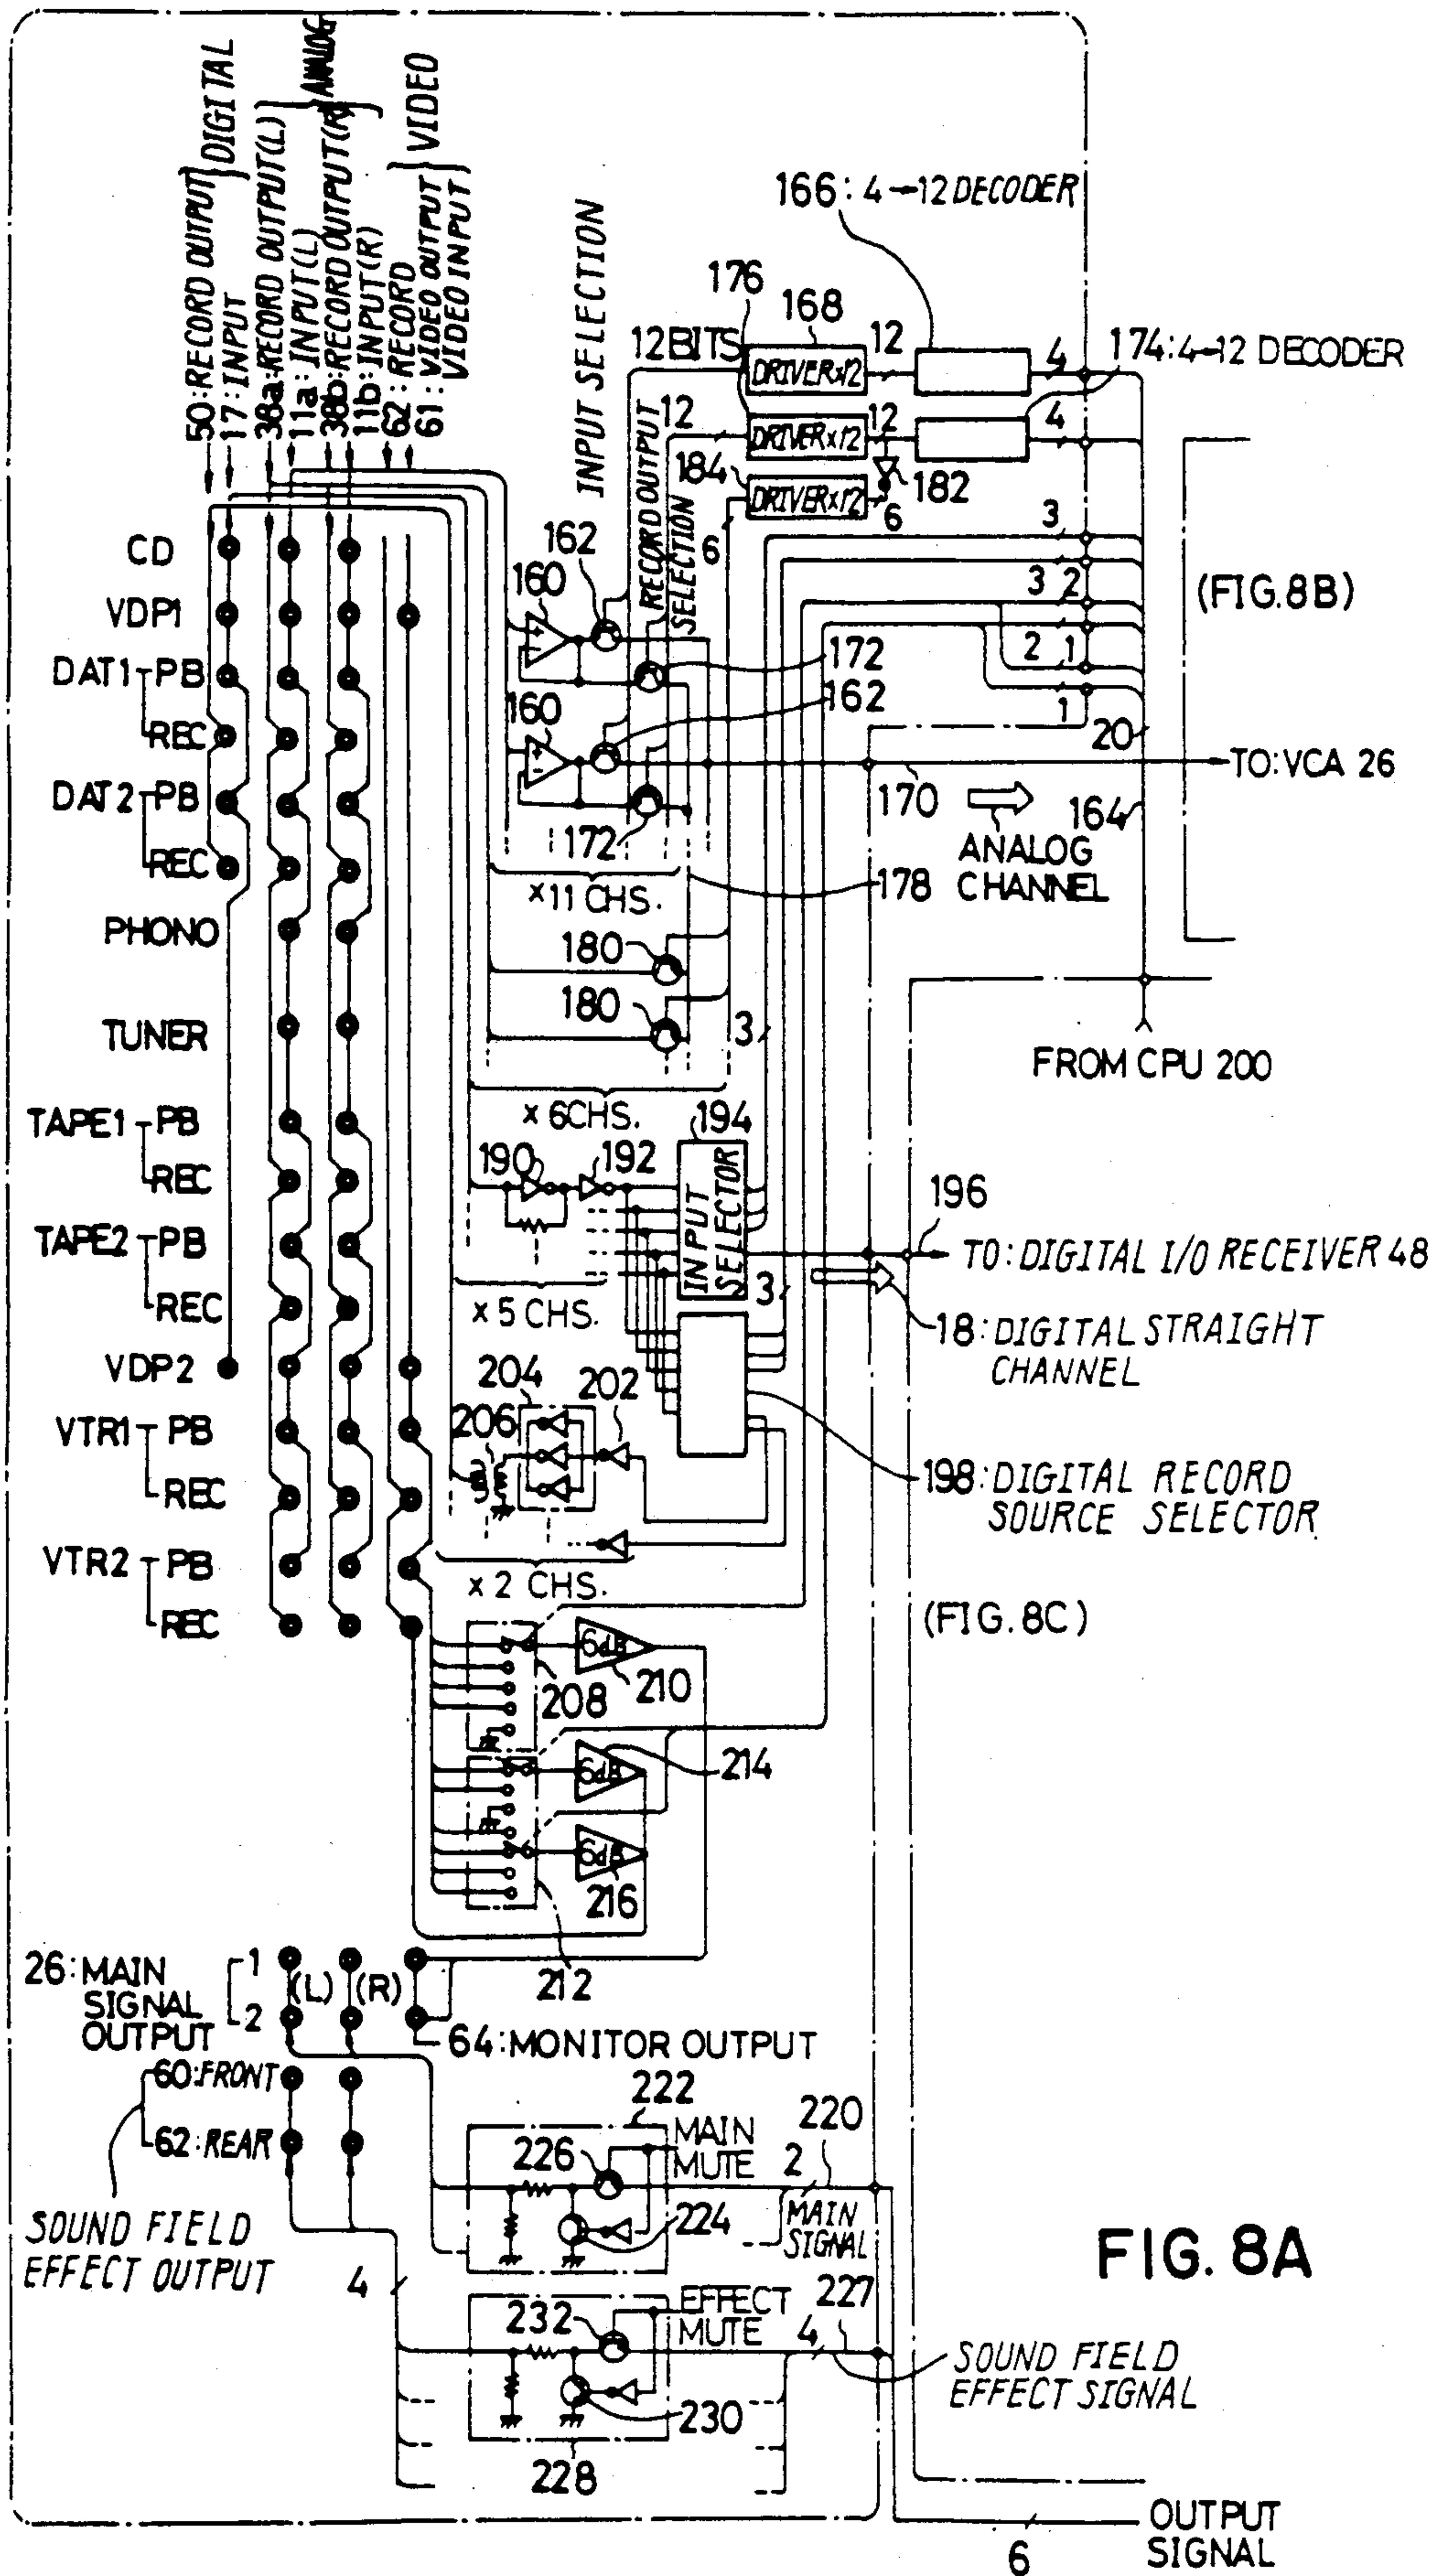 50:RECORD OUTPUT
17:INPUT
DIGITAL
38a:RECORD OUTPUT(L)
11a:INPUT(L)
38b:RECORD OUTPUT(R)
11b:INPUT(R)
ANALOG
62:RECORD
VIDEO OUTPUT
61:VIDEO INPUT
VIDEO
INPUT SELECTION
RECORD OUTPUT
SELECTION
166:4→12 DECODER
176
168
12BITS
DRIVER×12
12
4
174:4→12 DECODER
12
DRIVER×12
12
4
184
DRIVER×12
182
6
6
3
3
2
2
1
1
(FIG.8B)
CD
VDP1
DAT1
PB
REC
DAT2
PB
REC
PHONO
TUNER
TAPE1
PB
REC
TAPE2
PB
REC
VDP2
VTR1
PB
REC
VTR2
PB
REC
160
162
172
160
162
172
20
TO:VCA 26
170
164
ANALOG
CHANNEL
×11 CHS.
178
180
180
3
FROM CPU 200
×6CHS.
190
192
194
INPUT
SELECTOR
196
TO:DIGITAL I/O RECEIVER 48
3
×5 CHS.
18:DIGITAL STRAIGHT
CHANNEL
204
202
206
198:DIGITAL RECORD
SOURCE SELECTOR
×2 CHS.
(FIG.8C)
6dB
208
210
6dB
214
6dB
216
212
26:MAIN
SIGNAL
OUTPUT
1
2
(L)
(R)
64:MONITOR OUTPUT
60:FRONT
62:REAR
222
MAIN
MUTE
220
226
2
224
MAIN
SIGNAL
SOUND FIELD
EFFECT OUTPUT
4
FIG. 8A
232
EFFECT
MUTE
227
4
SOUND FIELD
EFFECT SIGNAL
230
228
OUTPUT
SIGNAL
6